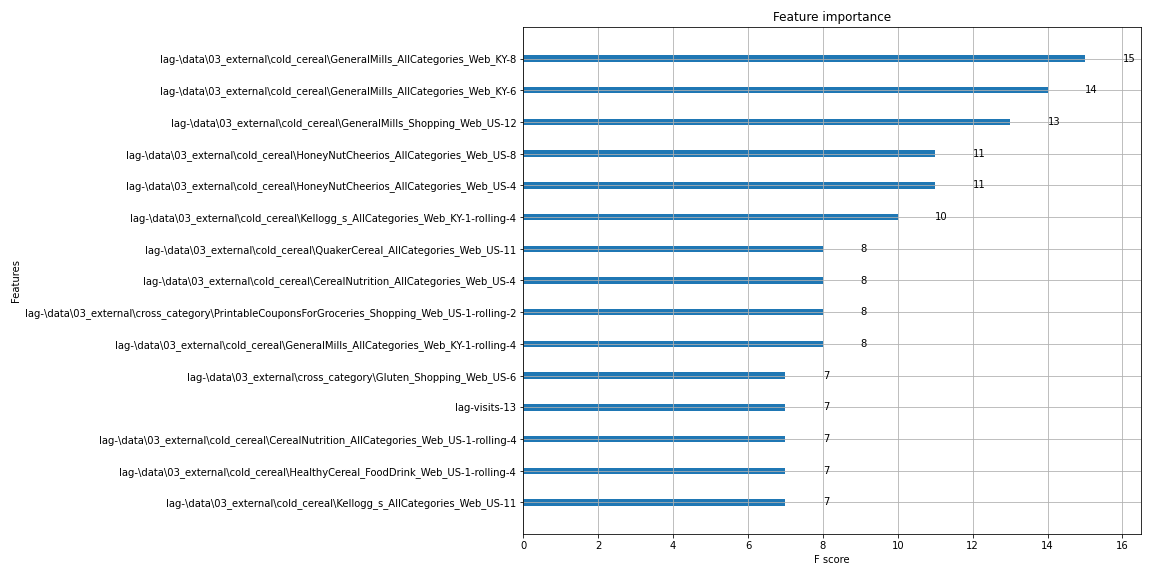 Feature importance
lag-\data\03_external\cold_cereal\GeneralMills_AllCategories_Web_KY-8 15
lag-\data\03_external\cold_cereal\GeneralMills_AllCategories_Web_KY-6 14
lag-\data\03_external\cold_cereal\GeneralMills_Shopping_Web_US-12 13
lag-\data\03_external\cold_cereal\HoneyNutCheerios_AllCategories_Web_US-8 11
lag-\data\03_external\cold_cereal\HoneyNutCheerios_AllCategories_Web_US-4 11
lag-\data\03_external\cold_cereal\Kellogg_s_AllCategories_Web_KY-1-rolling-4 10
lag-\data\03_external\cold_cereal\QuakerCereal_AllCategories_Web_US-11 8
lag-\data\03_external\cold_cereal\CerealNutrition_AllCategories_Web_US-4 8
lag-\data\03_external\cross_category\PrintableCouponsForGroceries_Shopping_Web_US-1-rolling-2 8
lag-\data\03_external\cold_cereal\GeneralMills_AllCategories_Web_KY-1-rolling-4 8
lag-\data\03_external\cross_category\Gluten_Shopping_Web_US-6 7
lag-visits-13 7
lag-\data\03_external\cold_cereal\CerealNutrition_AllCategories_Web_US-1-rolling-4 7
lag-\data\03_external\cold_cereal\HealthyCereal_FoodDrink_Web_US-1-rolling-4 7
lag-\data\03_external\cold_cereal\Kellogg_s_AllCategories_Web_US-11 7
Features
0 2 4 6 8 10 12 14 16
F score